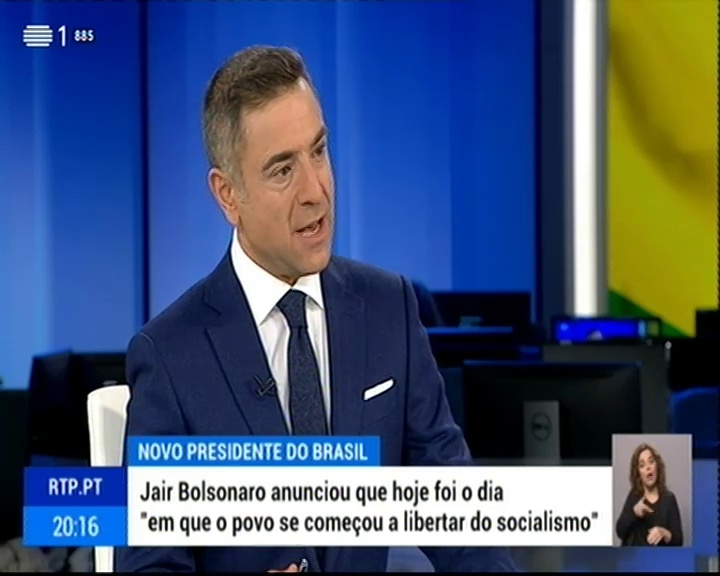 1 885
NOVO PRESIDENTE DO BRASIL
RTP.PT
Jair Bolsonaro anunciou que hoje foi o dia
20:16
"em que o povo se começou a libertar do socialismo"
DELL